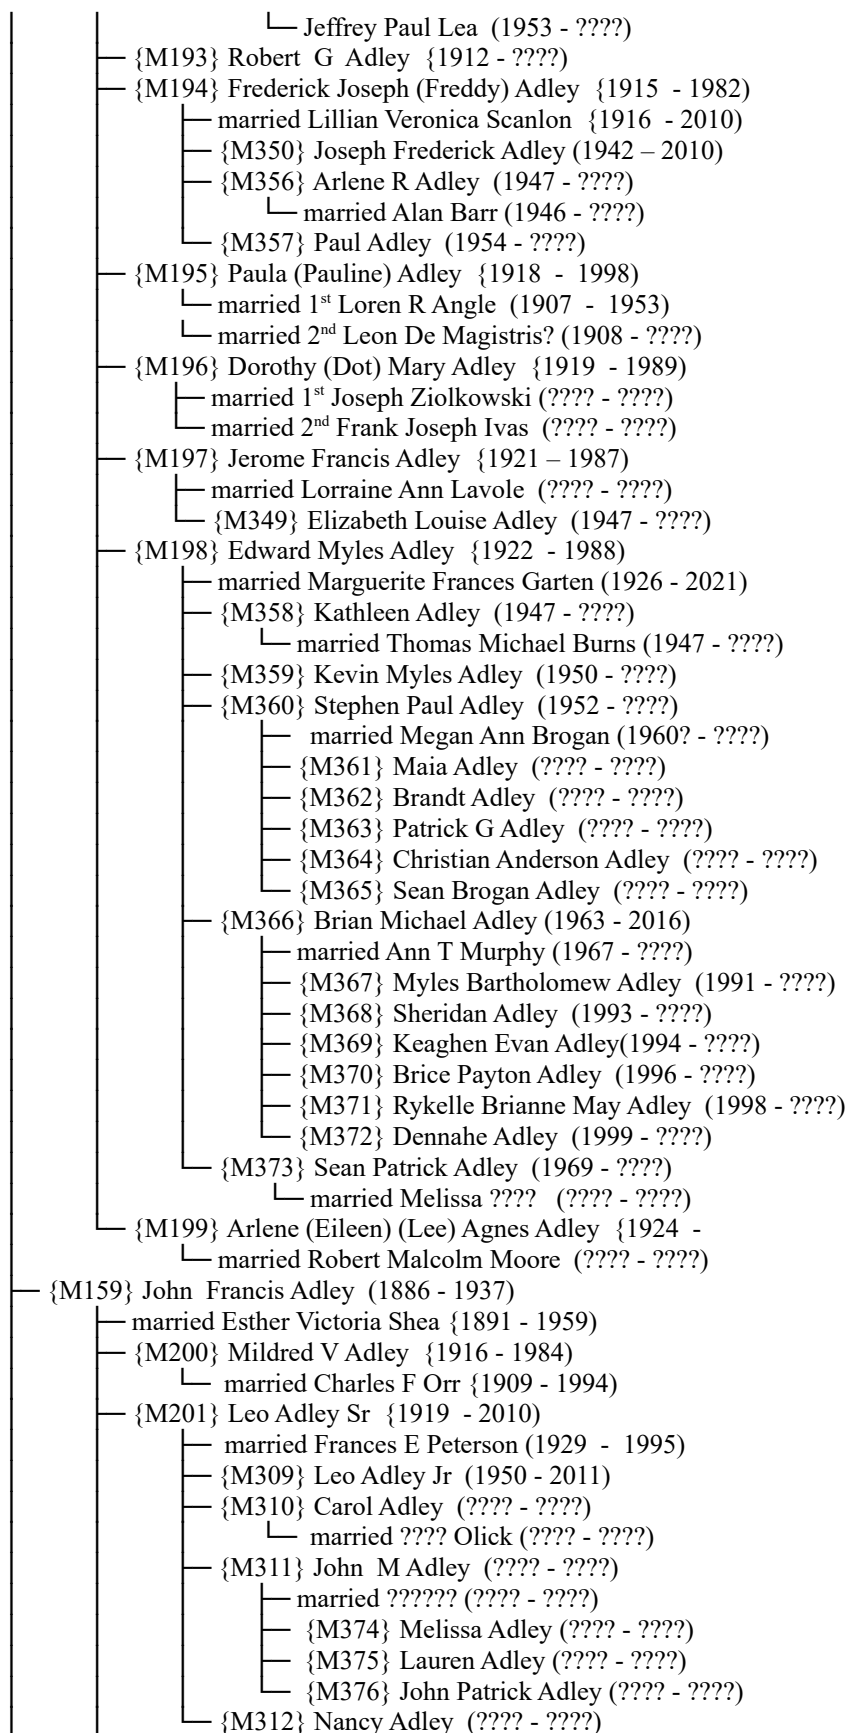 Jeffrey Paul Lea (1953 - ????)
{M193} Robert G Adley {1912 - ????)
{M194} Frederick Joseph (Freddy) Adley {1915 - 1982)
married Lillian Veronica Scanlon {1916 - 2010)
{M350} Joseph Frederick Adley (1942 – 2010)
{M356} Arlene R Adley (1947 - ????)
married Alan Barr (1946 - ????)
{M357} Paul Adley (1954 - ????)
{M195} Paula (Pauline) Adley {1918 - 1998)
married 1st Loren R Angle (1907 - 1953)
married 2nd Leon De Magistris? (1908 - ????)
{M196} Dorothy (Dot) Mary Adley {1919 - 1989)
married 1st Joseph Ziolkowski (???? - ????)
married 2nd Frank Joseph Ivas (???? - ????)
{M197} Jerome Francis Adley {1921 – 1987)
married Lorraine Ann Lavole (???? - ????)
{M349} Elizabeth Louise Adley (1947 - ????)
{M198} Edward Myles Adley {1922 - 1988)
married Marguerite Frances Garten (1926 - 2021)
{M358} Kathleen Adley (1947 - ????)
married Thomas Michael Burns (1947 - ????)
{M359} Kevin Myles Adley (1950 - ????)
{M360} Stephen Paul Adley (1952 - ????)
married Megan Ann Brogan (1960? - ????)
{M361} Maia Adley (???? - ????)
{M362} Brandt Adley (???? - ????)
{M363} Patrick G Adley (???? - ????)
{M364} Christian Anderson Adley (???? - ????)
{M365} Sean Brogan Adley (???? - ????)
{M366} Brian Michael Adley (1963 - 2016)
married Ann T Murphy (1967 - ????)
{M367} Myles Bartholomew Adley (1991 - ????)
{M368} Sheridan Adley (1993 - ????)
{M369} Keaghen Evan Adley(1994 - ????)
{M370} Brice Payton Adley (1996 - ????)
{M371} Rykelle Brianne May Adley (1998 - ????)
{M372} Dennahe Adley (1999 - ????)
{M373} Sean Patrick Adley (1969 - ????)
married Melissa ???? (???? - ????)
{M199} Arlene (Eileen) (Lee) Agnes Adley {1924 -
married Robert Malcolm Moore (???? - ????)
{M159} John Francis Adley (1886 - 1937)
married Esther Victoria Shea {1891 - 1959)
{M200} Mildred V Adley {1916 - 1984)
married Charles F Orr {1909 - 1994)
{M201} Leo Adley Sr {1919 - 2010)
married Frances E Peterson (1929 - 1995)
{M309} Leo Adley Jr (1950 - 2011)
{M310} Carol Adley (???? - ????)
married ???? Olick (???? - ????)
{M311} John M Adley (???? - ????)
married ?????? (???? - ????)
{M374} Melissa Adley (???? - ????)
{M375} Lauren Adley (???? - ????)
{M376} John Patrick Adley (???? - ????)
{M312} Nancy Adley (???? - ????)